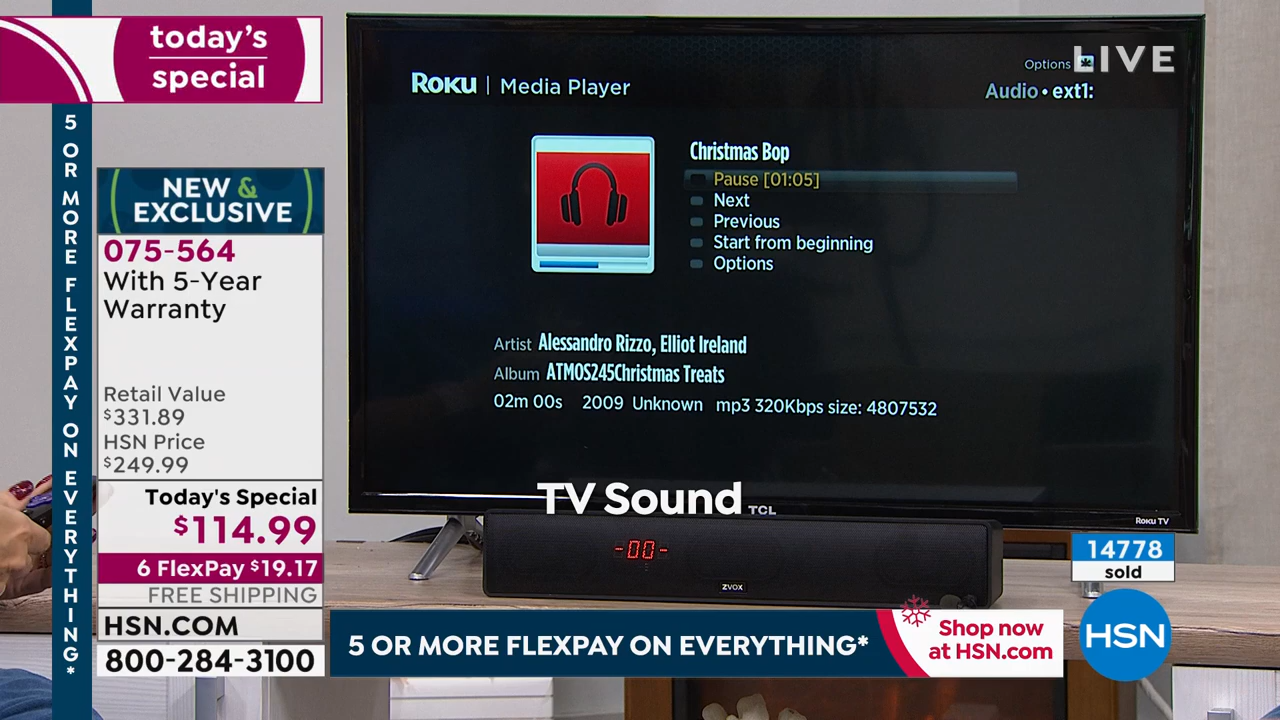 today's
special
5 OR MORE FLEXPAY ON EVERYTHING*
NEW &
EXCLUSIVE
075-564
With 5-Year
Warranty
Retail Value
$331.89
HSN Price
$249.99
Today's Special
$114.99
6 FlexPay $19.17
FREE SHIPPING
HSN.COM
800-284-3100
LIVE
Options *
ROKU | Media Player
Audio • ext1:
Christmas Bop
Pause [01:05]
Next
Previous
Start from beginning
Options
Artist Alessandro Rizzo, Elliot Ireland
Album ATMOS245Christmas Treats
02m 00s 2009 Unknown mp3 320Kbps size: 4807532
TV Sound
TCL
ROKU TV
-00-
ZVOX
14778
sold
5 OR MORE FLEXPAY ON EVERYTHING*
Shop now
at HSN.com
HSN